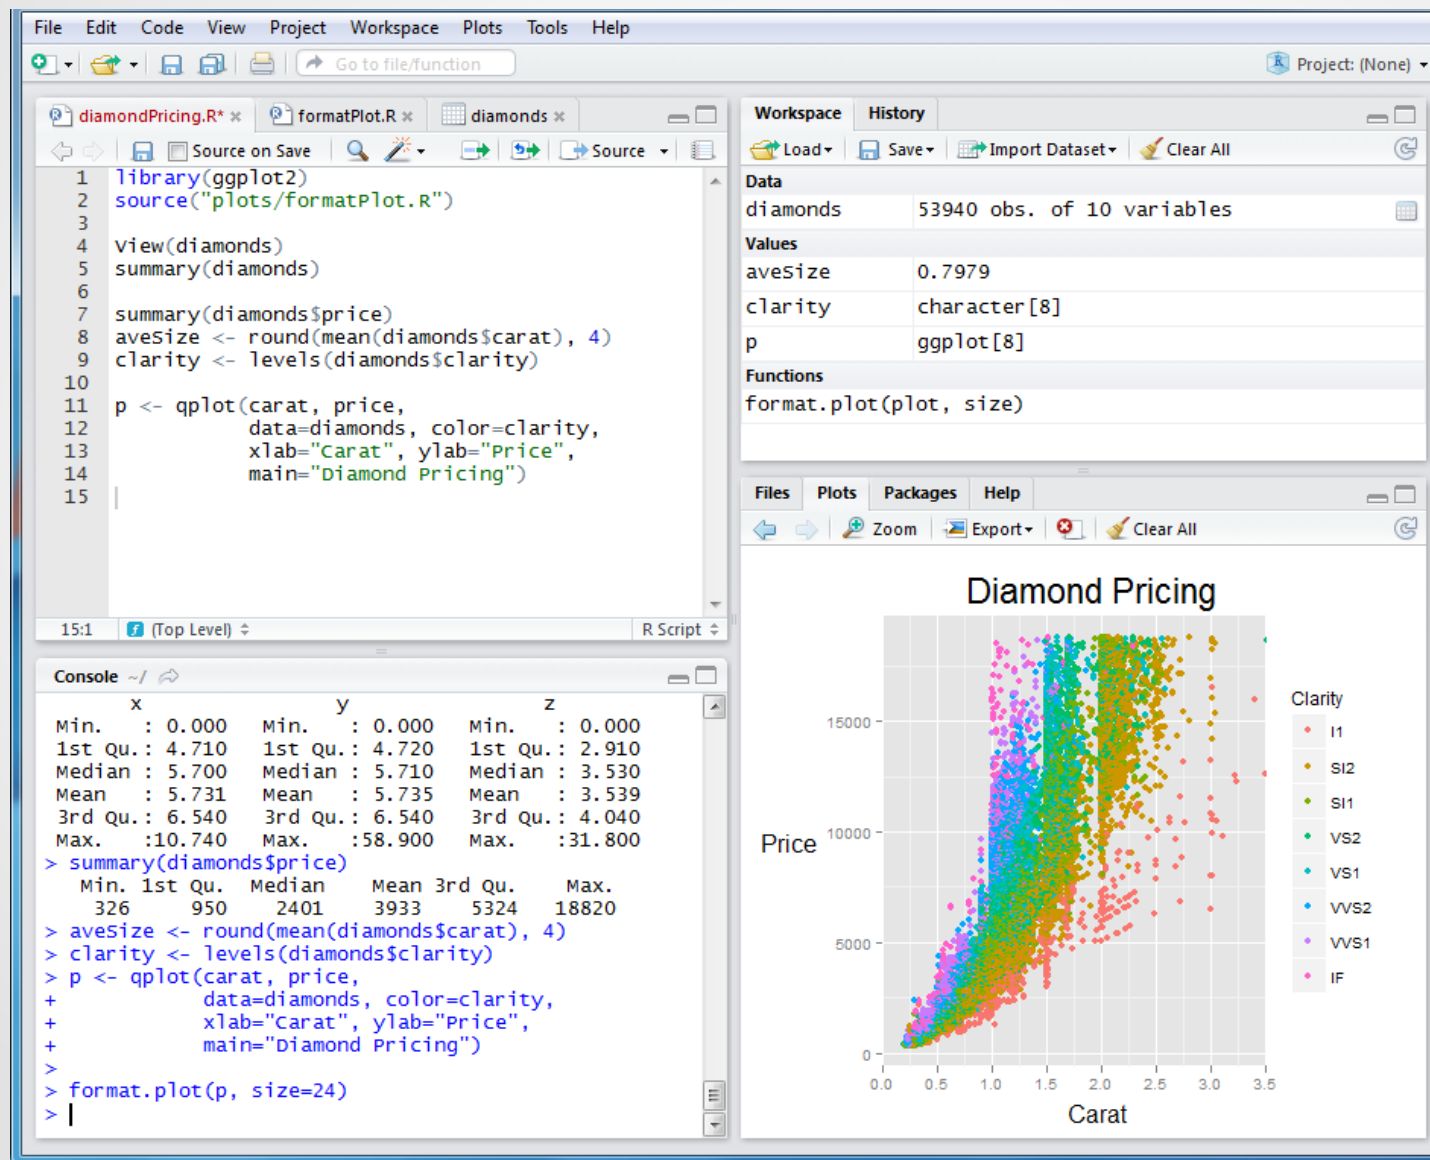 File Edit Code View Project Workspace Plots Tools Help
Go to file/function
Project: (None)
diamondPricing.R* formatPlot.R diamonds
Source on Save Source
1 library(ggplot2)
2 source("plots/formatPlot.R")
3
4 View(diamonds)
5 summary(diamonds)
6
7 summary(diamonds$price)
8 aveSize <- round(mean(diamonds$carat), 4)
9 clarity <- levels(diamonds$clarity)
10
11 p <- qplot(carat, price,
12 data=diamonds, color=clarity,
13 xlab="Carat", ylab="Price",
14 main="Diamond Pricing")
15
15:1 (Top Level) R Script
Console ~/
x y z
Min. : 0.000 Min. : 0.000 Min. : 0.000
1st Qu.: 4.710 1st Qu.: 4.720 1st Qu.: 2.910
Median : 5.700 Median : 5.710 Median : 3.530
Mean : 5.731 Mean : 5.735 Mean : 3.539
3rd Qu.: 6.540 3rd Qu.: 6.540 3rd Qu.: 4.040
Max. :10.740 Max. :58.900 Max. :31.800
> summary(diamonds$price)
Min. 1st Qu. Median Mean 3rd Qu. Max.
326 950 2401 3933 5324 18820
> aveSize <- round(mean(diamonds$carat), 4)
> clarity <- levels(diamonds$clarity)
> p <- qplot(carat, price,
+ data=diamonds, color=clarity,
+ xlab="Carat", ylab="Price",
+ main="Diamond Pricing")
>
> format.plot(p, size=24)
>
Workspace History
Load Save Import Dataset Clear All
Data
diamonds 53940 obs. of 10 variables
Values
aveSize 0.7979
clarity character[8]
p ggplot[8]
Functions
format.plot(plot, size)
Files Plots Packages Help
Zoom Export Clear All
Diamond Pricing
Price
15000
10000
5000
0
0.0 0.5 1.0 1.5 2.0 2.5 3.0 3.5
Carat
Clarity
I1
SI2
SI1
VS2
VS1
VVS2
VVS1
IF